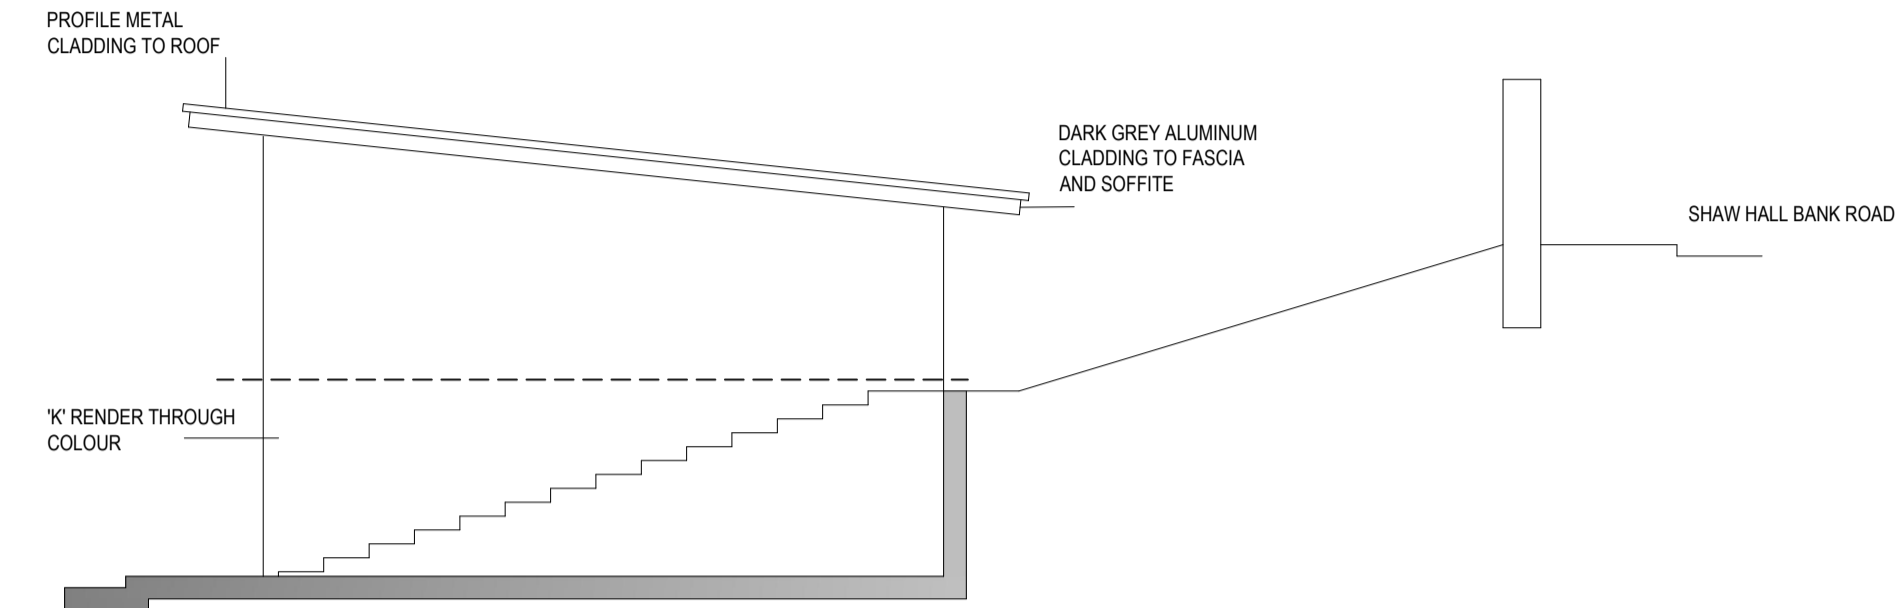 PROFILE METAL
CLADDING TO ROOF
DARK GREY ALUMINUM
CLADDING TO FASCIA
AND SOFFITE
SHAW HALL BANK ROAD
'K' RENDER THROUGH
COLOUR